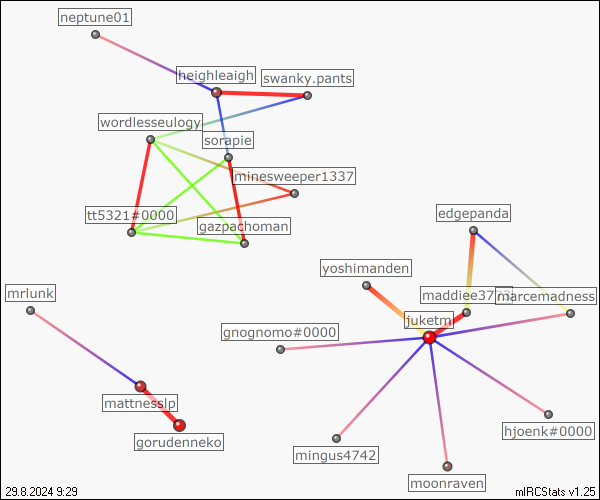 neptune01
heighleaigh
swanky.pants
wordlesseulogy
sorapie
minesweeper1337
tt5321#0000
gazpachoman
edgepanda
yoshimanden
mrlunk
marcemadness
juketm
gnognomo#0000
mattnesslp
gorudenneko
hjoenk#0000
mingus4742
moonraven
29.8.2024 9:29
mIRCStats v1.25